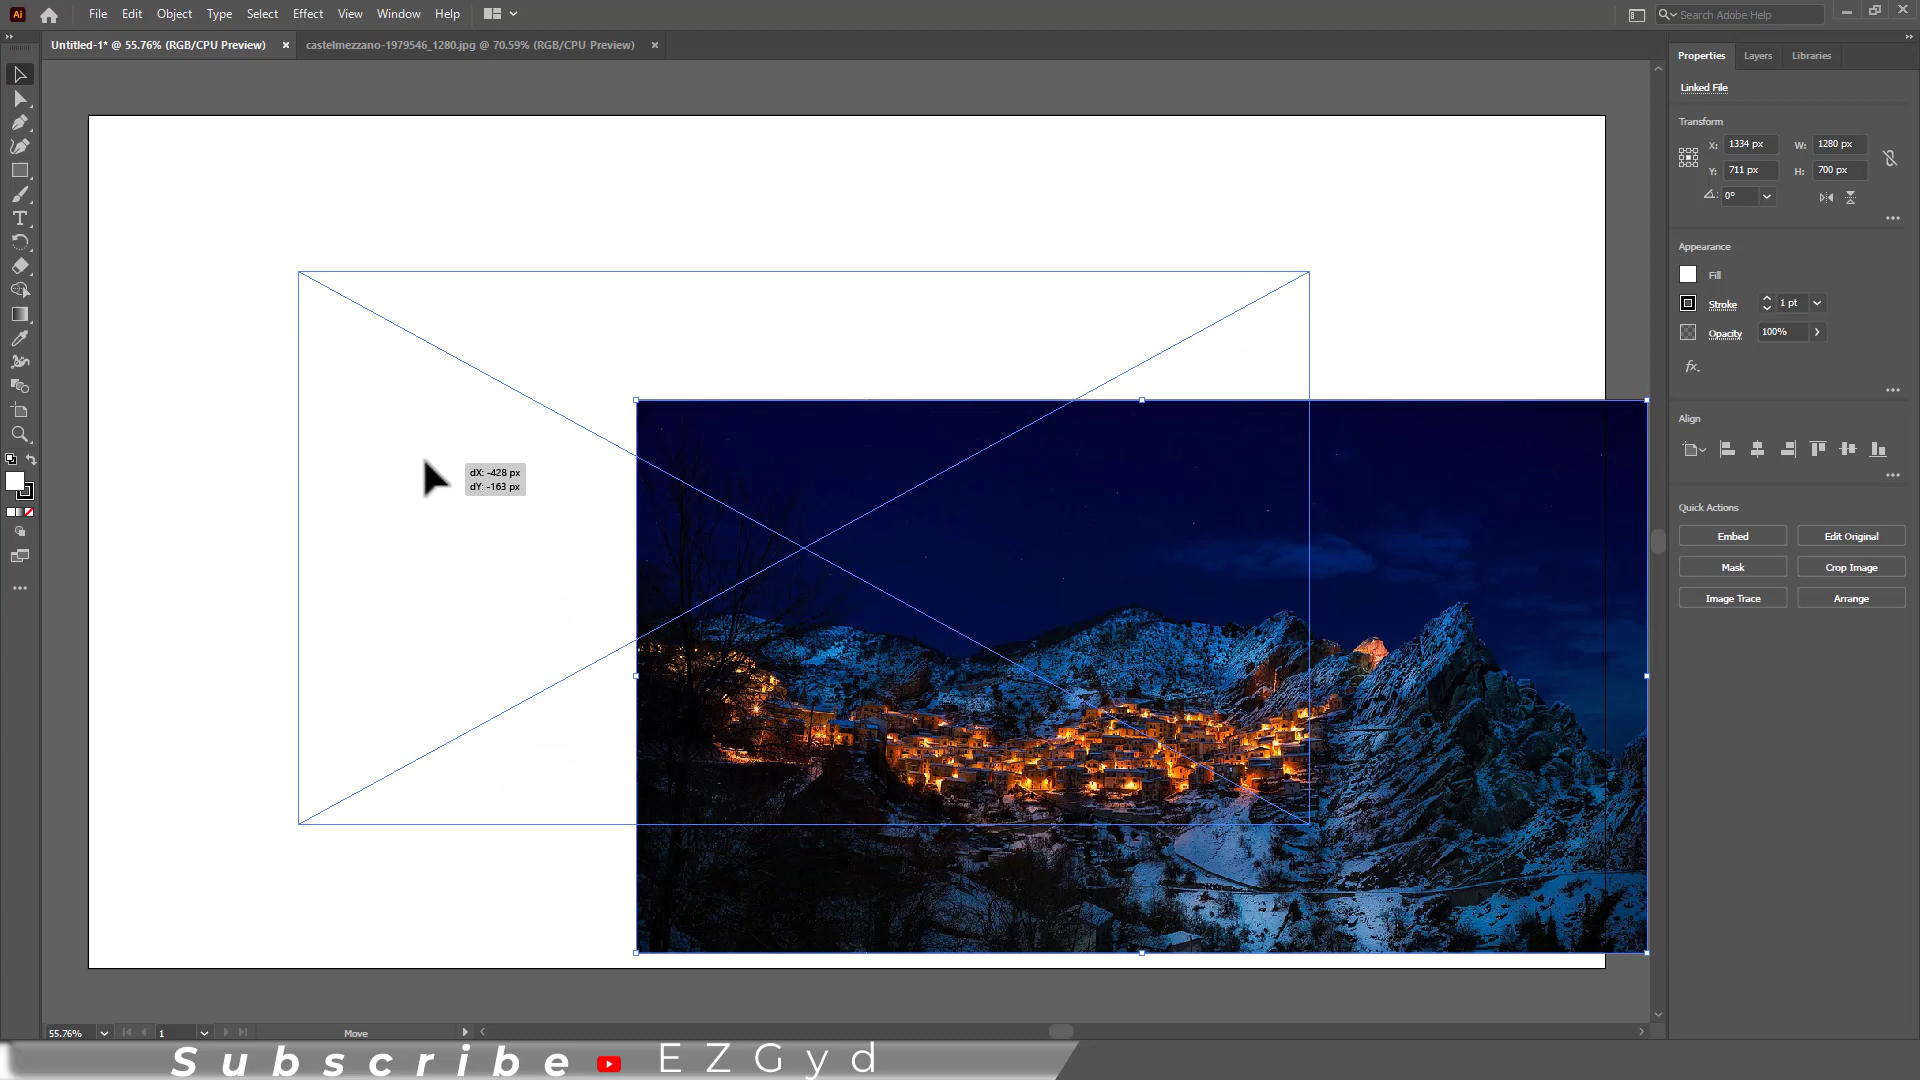 Ai
File Edit Object Type Select Effect View Window Help
Search Adobe Help
Untitled-1* @ 55.76% (RGB/CPU Preview)
castelmezzano-1979546_1280.jpg @ 70.59% (RGB/CPU Preview)
Properties Layers Libraries
Linked File
Transform
X: 1334 px W: 1280 px
Y: 711 px H: 700 px
0°
Appearance
Fill
Stroke 1 pt
Opacity 100%
fx.
Align
dX: -428 px
dY: -163 px
Quick Actions
Embed Edit Original
Mask Crop Image
Image Trace Arrange
55.76% 1 Move
Subscribe EZGyd